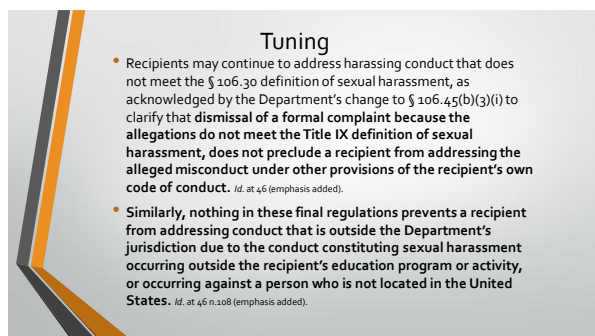 Tuning
• Recipients may continue to address harassing conduct that does
not meet the § 106.30 definition of sexual harassment, as
acknowledged by the Department's change to § 106.45(b)(3)(i) to
clarify that dismissal of a formal complaint because the
allegations do not meet the Title IX definition of sexual
harassment, does not preclude a recipient from addressing the
alleged misconduct under other provisions of the recipient's own
code of conduct. Id. at 46 (emphasis added).
• Similarly, nothing in these final regulations prevents a recipient
from addressing conduct that is outside the Department's
jurisdiction due to the conduct constituting sexual harassment
occurring outside the recipient's education program or activity,
or occurring against a person who is not located in the United
States. Id. at 46 n.108 (emphasis added).